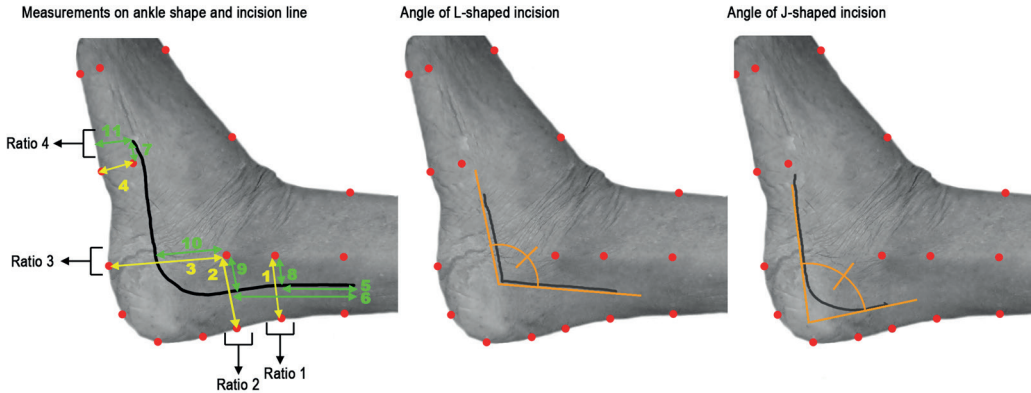 Measurements on ankle shape and incision line
Angle of L-shaped incision
Angle of J-shaped incision
Ratio 4
11
7
4
Ratio 3
10
3
2
9
1
8
5
6
Ratio 2
Ratio 1